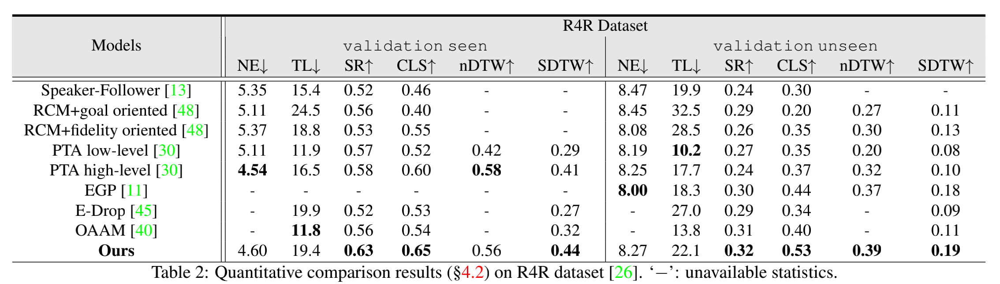 R4R Dataset
Models validation seen validation unseen
NE↓ TL↓ SR↑ CLS↑ nDTW↑ SDTW↑ NE↓ TL↓ SR↑ CLS↑ nDTW↑ SDTW↑
Speaker-Follower [13] 5.35 15.4 0.52 0.46 - - 8.47 19.9 0.24 0.30 - -
RCM+goal oriented [48] 5.11 24.5 0.56 0.40 - - 8.45 32.5 0.29 0.20 0.27 0.11
RCM+fidelity oriented [48] 5.37 18.8 0.53 0.55 - - 8.08 28.5 0.26 0.35 0.30 0.13
PTA low-level [30] 5.11 11.9 0.57 0.52 0.42 0.29 8.19 10.2 0.27 0.35 0.20 0.08
PTA high-level [30] 4.54 16.5 0.58 0.60 0.58 0.41 8.25 17.7 0.24 0.37 0.32 0.10
EGP [11] - - - - - - 8.00 18.3 0.30 0.44 0.37 0.18
E-Drop [45] - 19.9 0.52 0.53 - 0.27 - 27.0 0.29 0.34 - 0.09
OAAM [40] - 11.8 0.56 0.54 - 0.32 - 13.8 0.31 0.40 - 0.11
Ours 4.60 19.4 0.63 0.65 0.56 0.44 8.27 22.1 0.32 0.53 0.39 0.19
Table 2: Quantitative comparison results (§4.2) on R4R dataset [26]. ‘−’: unavailable statistics.